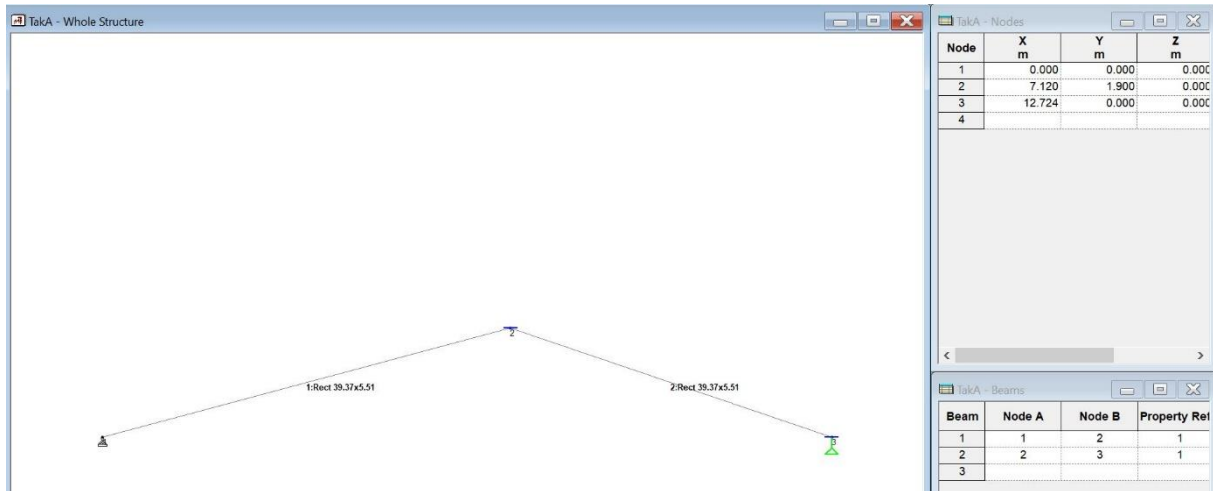 TakA - Whole Structure
2
1:Rect 39.37x5.51
2:Rect 39.37x5.51
3
TakA - Nodes
Node X m Y m Z m
1 0.000 0.000 0.000
2 7.120 1.900 0.000
3 12.724 0.000 0.000
4
TakA - Beams
Beam Node A Node B Property Ref
1 1 2 1
2 2 3 1
3